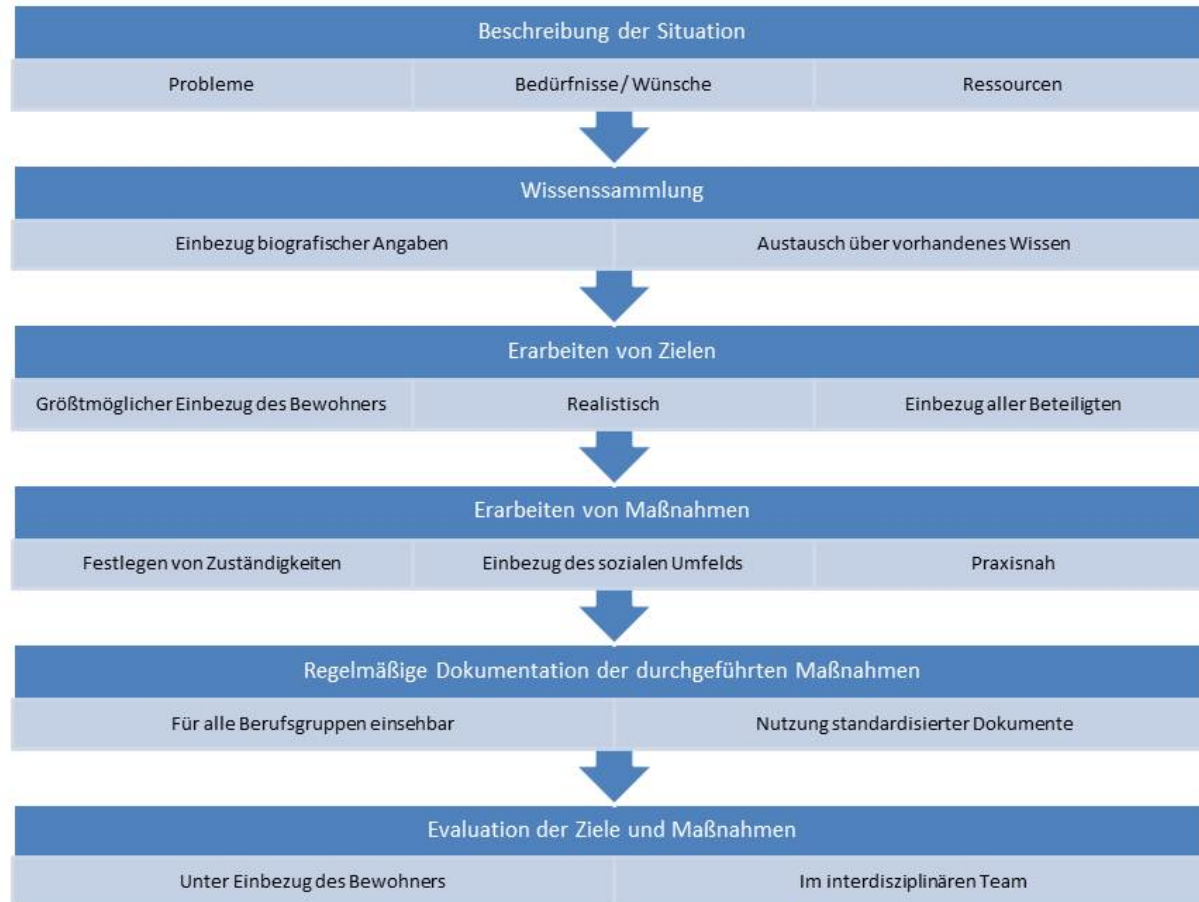 Beschreibung der Situation
Probleme
Bedürfnisse/ Wünsche
Ressourcen
Wissenssammlung
Einbezug biografischer Angaben
Austausch über vorhandenes Wissen
Erarbeiten von Zielen
Größtmöglicher Einbezug des Bewohners
Realistisch
Einbezug aller Beteiligten
Erarbeiten von Maßnahmen
Festlegen von Zuständigkeiten
Einbezug des sozialen Umfelds
Praxisnah
Regelmäßige Dokumentation der durchgeführten Maßnahmen
Für alle Berufsgruppen einsehbar
Nutzung standardisierter Dokumente
Evaluation der Ziele und Maßnahmen
Unter Einbezug des Bewohners
Im interdisziplinären Team